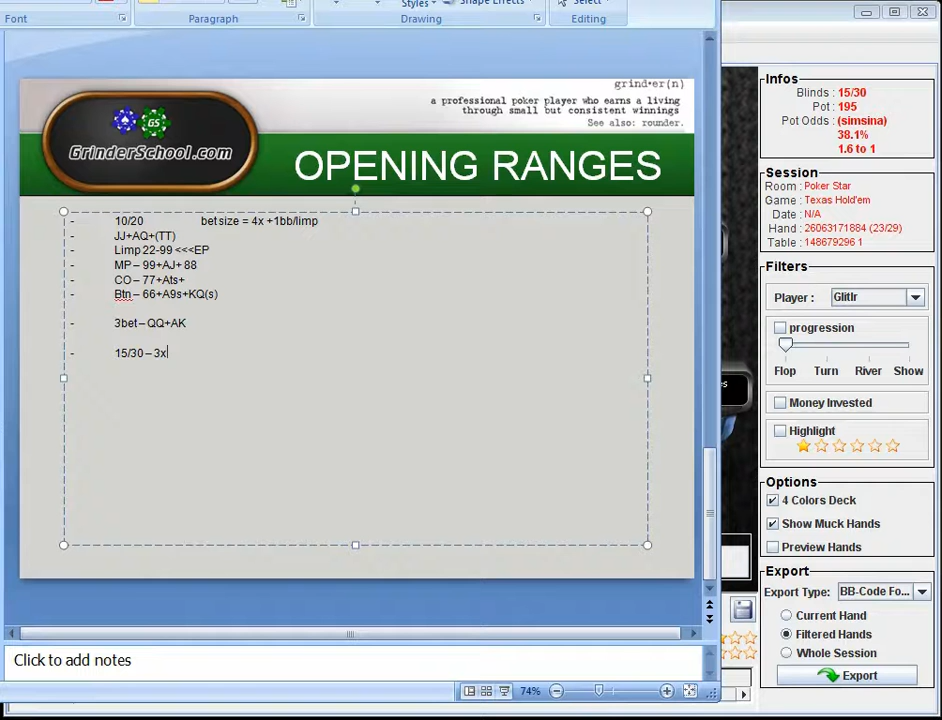 Styles
Shape Effects
Select
Font
Paragraph
Drawing
Editing
grind•er(n)
a professional poker player who earns a living
through small but consistent winnings
See also: rounder.
GS
GrinderSchool.com
OPENING RANGES
- 10/20 betsize = 4x +1bb/limp
- JJ+AQ+(TT)
- Limp 22-99 <<<EP
- MP – 99+AJ+ 88
- CO – 77+Ats+
- Btn – 66+A9s+KQ(s)
- 3bet – QQ+AK
- 15/30 – 3x
Click to add notes
74%
Infos
Blinds : 15/30
Pot : 195
Pot Odds : (simsina)
38.1%
1.6 to 1
Session
Room : Poker Star
Game : Texas Hold'em
Date : N/A
Hand : 26063171884 (23/29)
Table : 148679296 1
Filters
Player : GlitIr
progression
Flop Turn River Show
Money Invested
Highlight
Options
4 Colors Deck
Show Muck Hands
Preview Hands
Export
Export Type: BB-Code Fo...
Current Hand
Filtered Hands
Whole Session
Export